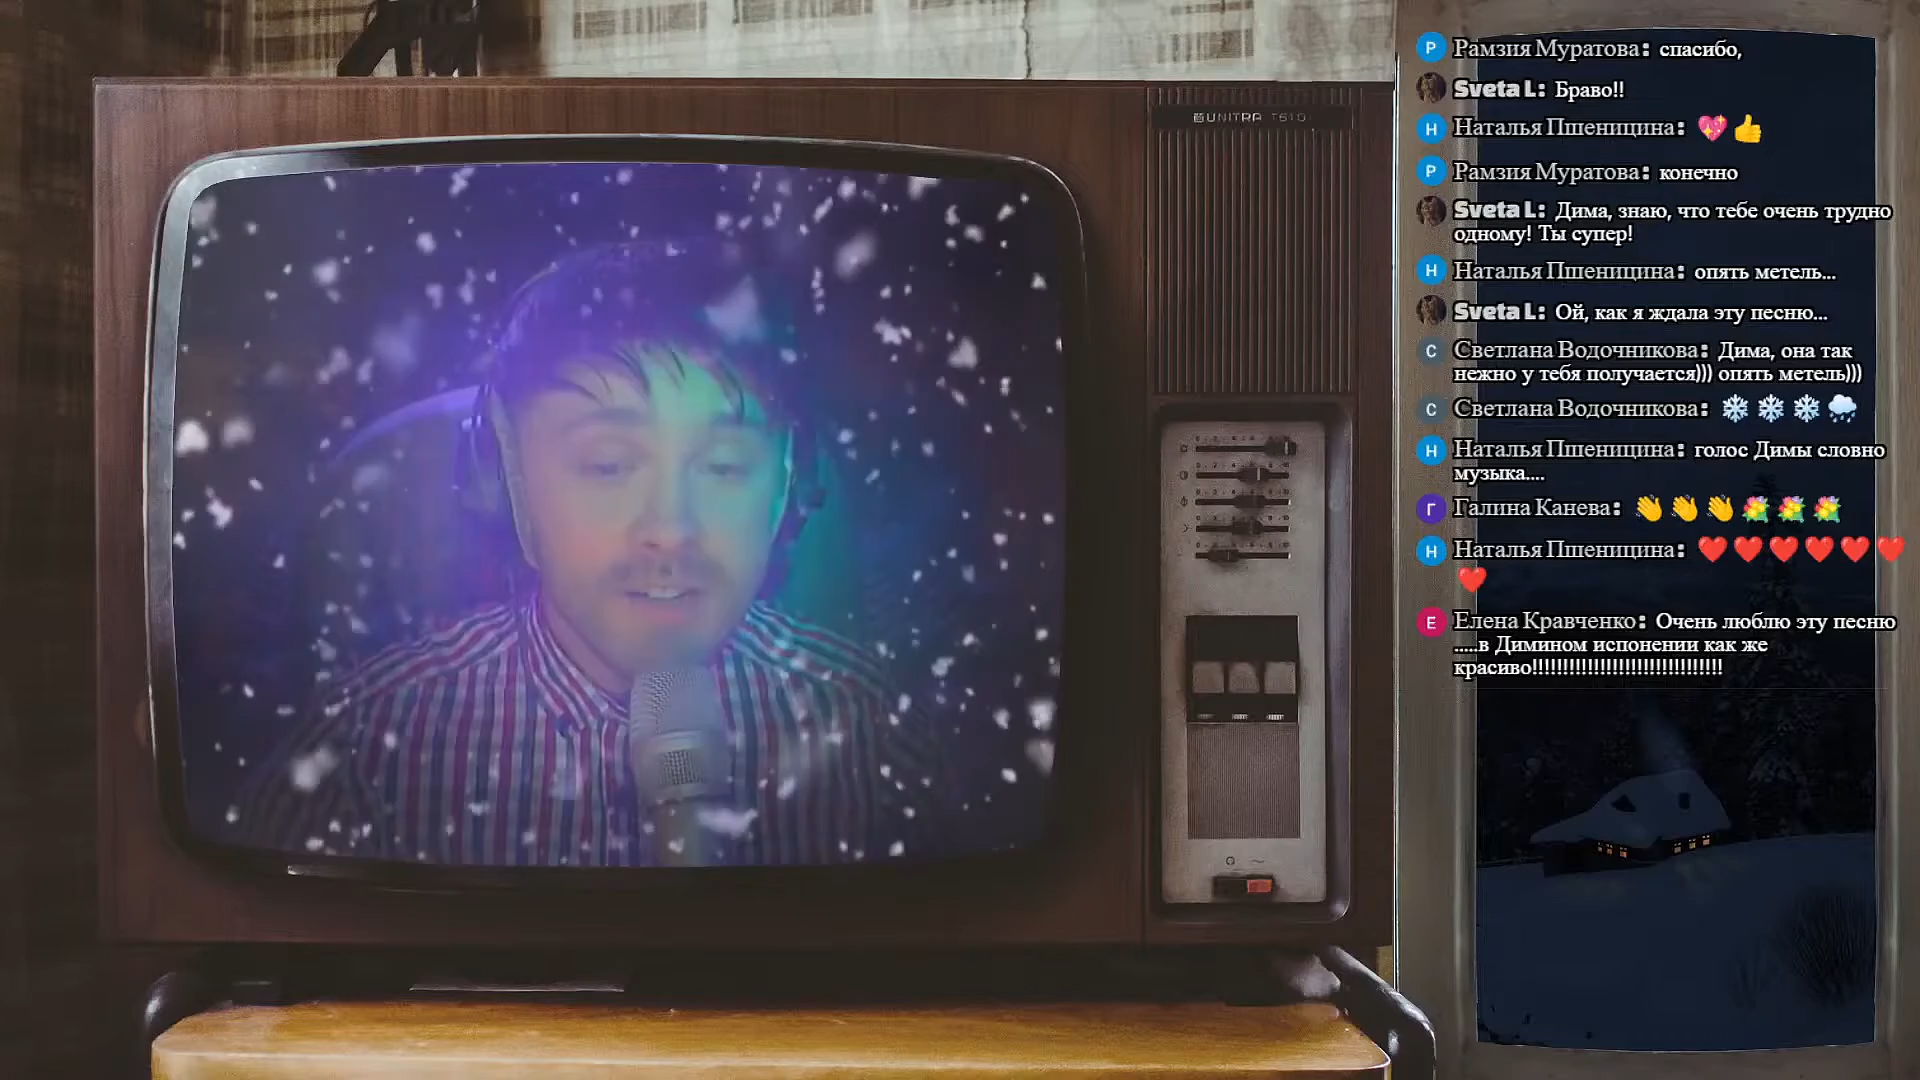 UNITRA T510
Рамзия Муратова: спасибо,
Sveta L: Браво!!
Наталья Пшеницина: 💖👍
Рамзия Муратова: конечно
Sveta L: Дима, знаю, что тебе очень трудно
одному! Ты супер!
Наталья Пшеницина: опять метель...
Sveta L: Ой, как я ждала эту песню...
Светлана Водочникова: Дима, она так
нежно у тебя получается))) опять метель)))
Светлана Водочникова: ❄️❄️❄️🌧️
Наталья Пшеницина: голос Димы словно
музыка....
Галина Канева: 👏👏👏💐💐💐
Наталья Пшеницина: ❤️❤️❤️❤️❤️❤️
❤️
Елена Кравченко: Очень люблю эту песню
.....в Димином испонении как же
красиво!!!!!!!!!!!!!!!!!!!!!!!!!!!!!!!